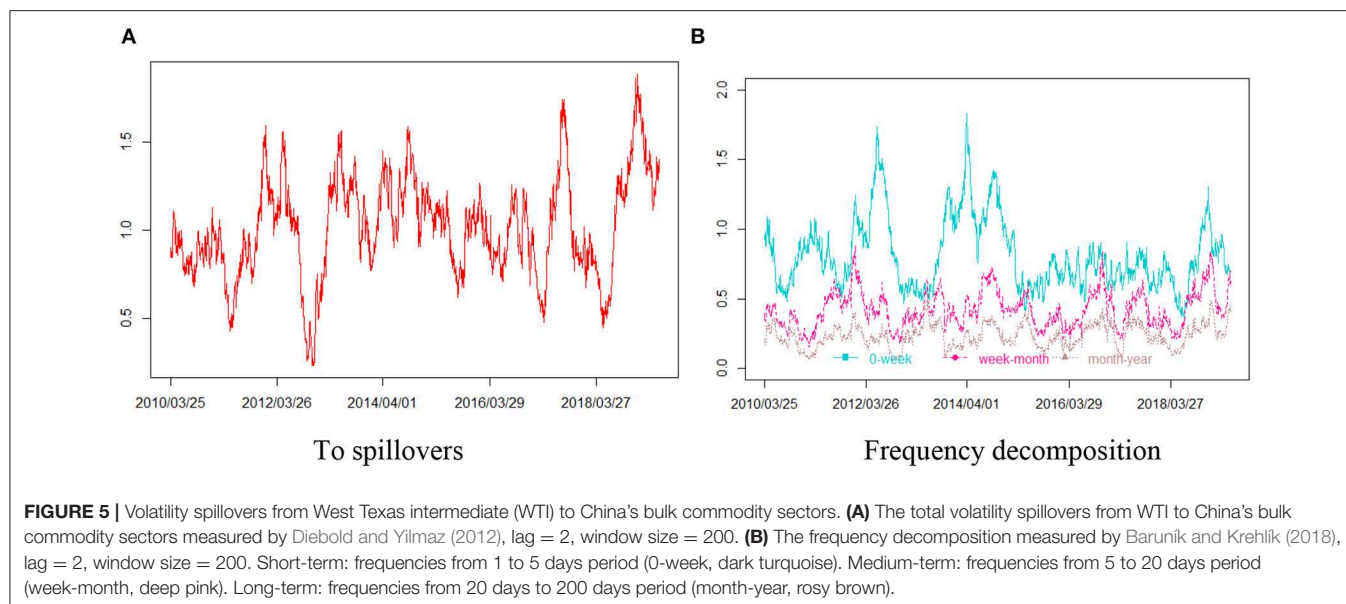 A
B
1.5
1.0
0.5
2010/03/25
2012/03/26
2014/04/01
2016/03/29
2018/03/27
To spillovers
2.0
1.5
1.0
0.5
0.0
0-week
week-month
month-year
2010/03/25
2012/03/26
2014/04/01
2016/03/29
2018/03/27
Frequency decomposition
FIGURE 5 | Volatility spillovers from West Texas intermediate (WTI) to China's bulk commodity sectors. (A) The total volatility spillovers from WTI to China's bulk
commodity sectors measured by Diebold and Yilmaz (2012), lag = 2, window size = 200. (B) The frequency decomposition measured by Baruník and Krehlík (2018),
lag = 2, window size = 200. Short-term: frequencies from 1 to 5 days period (0-week, dark turquoise). Medium-term: frequencies from 5 to 20 days period
(week-month, deep pink). Long-term: frequencies from 20 days to 200 days period (month-year, rosy brown).